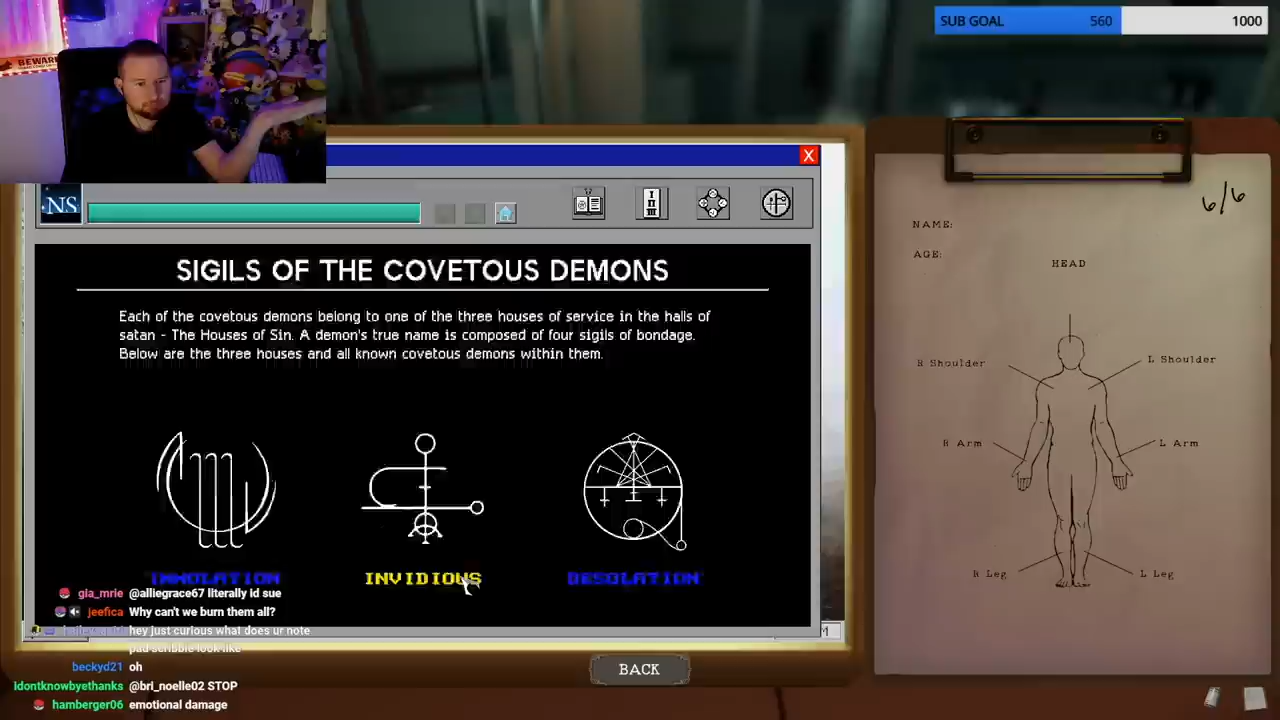 BEWARE
SUB GOAL 560 1000
X
NS
I
II
III
SIGILS OF THE COVETOUS DEMONS
Each of the covetous demons belong to one of the three houses of service in the halls of
satan - The Houses of Sin. A demon's true name is composed of four sigils of bondage.
Below are the three houses and all known covetous demons within them.
IMMOLATION INVIDIOUS DESOLATION
gia_mrie @alliegrace67 literally id sue
jeefica Why can't we burn them all?
hey just curious what does ur note
pad scribble look like
beckyd21 oh
Idontknowbyethanks @bri_noelle02 STOP
hamberger06 emotional damage
BACK
6/6
NAME:
AGE:
HEAD
R Shoulder L Shoulder
R Arm L Arm
R Leg L Leg